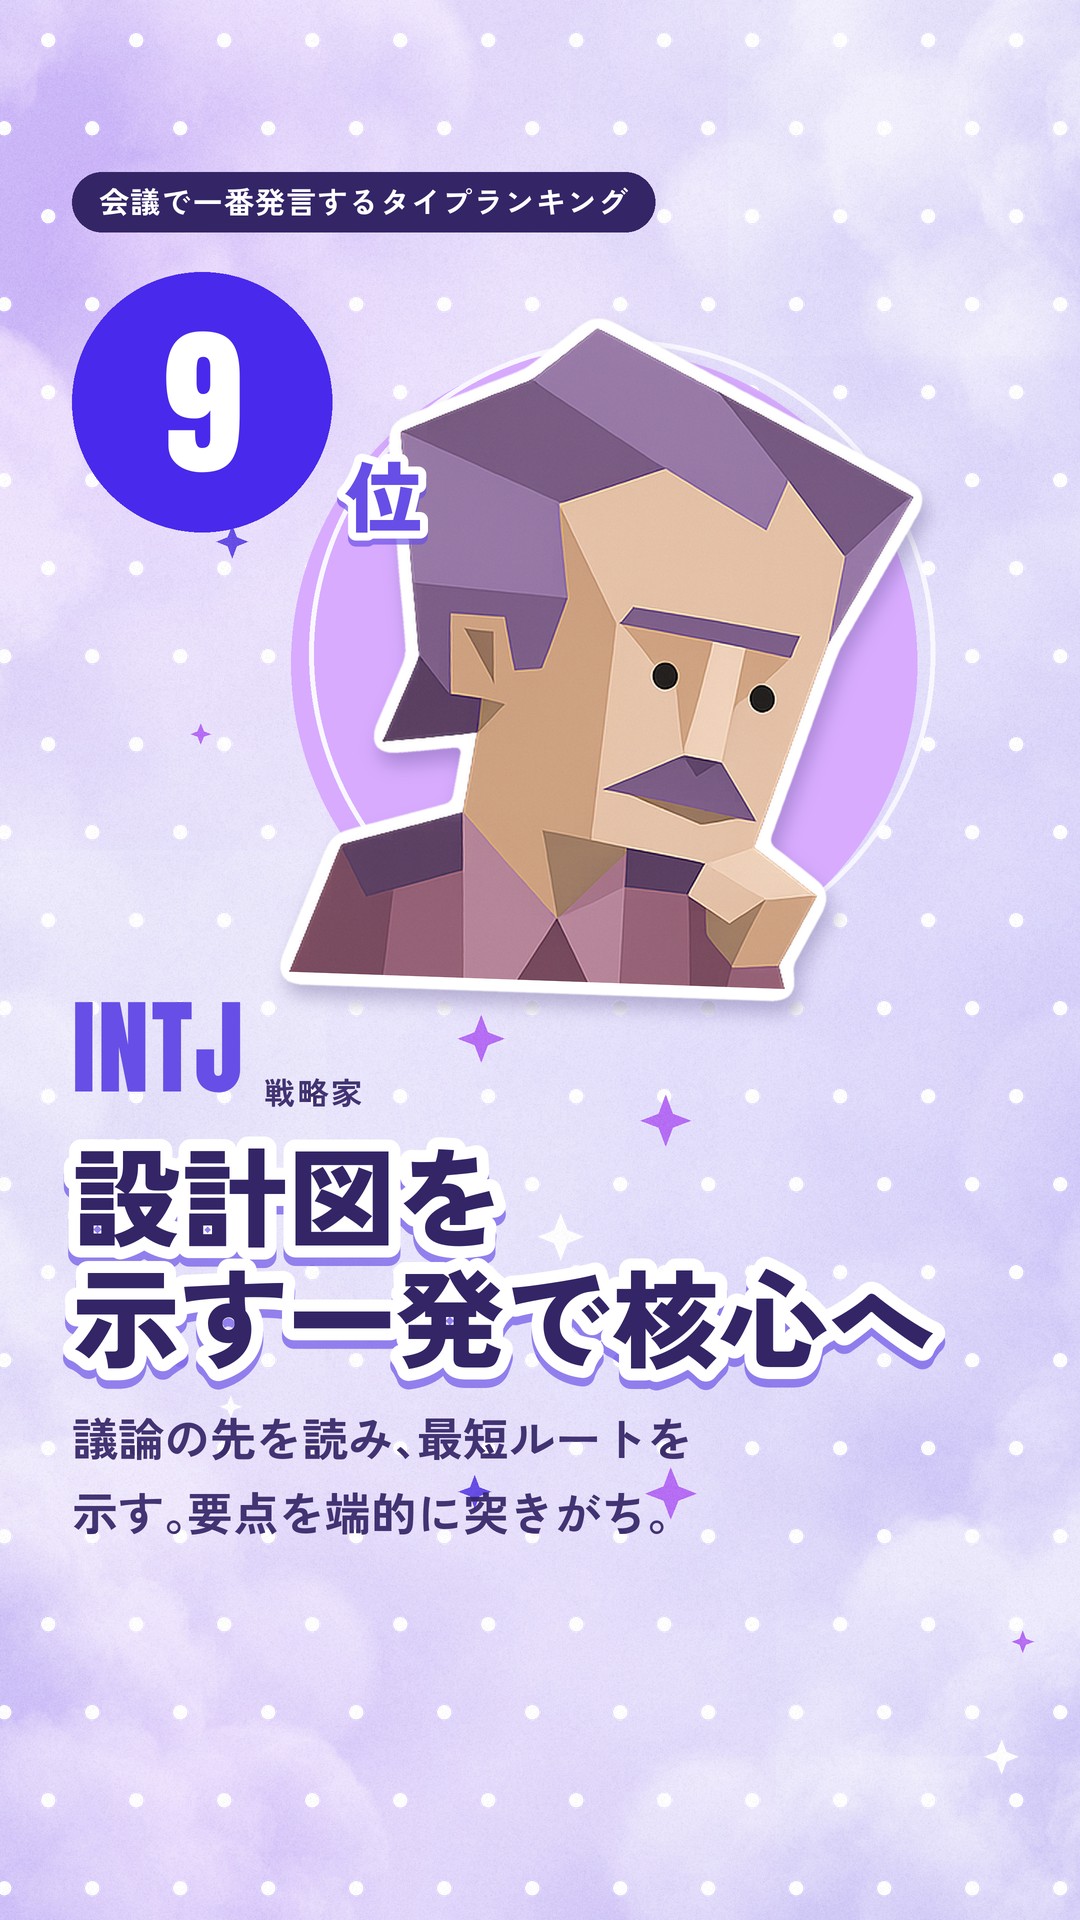 会議で一番発言するタイプランキング
9
位
INTJ
戦略家
設計図を
示す一発で核心へ
議論の先を読み、最短ルートを
示す。要点を端的に突きがち。